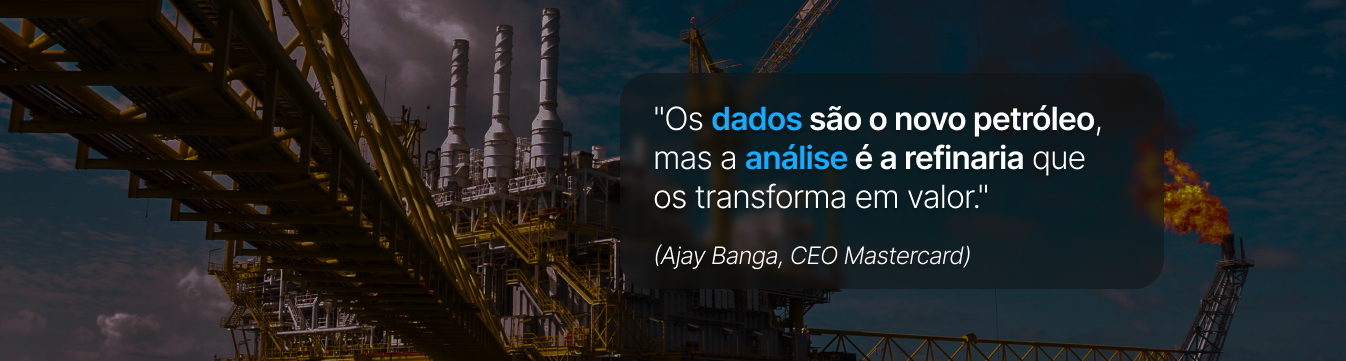 "Os dados são o novo petróleo,
mas a análise é a refinaria que
os transforma em valor."
(Ajay Banga, CEO Mastercard)